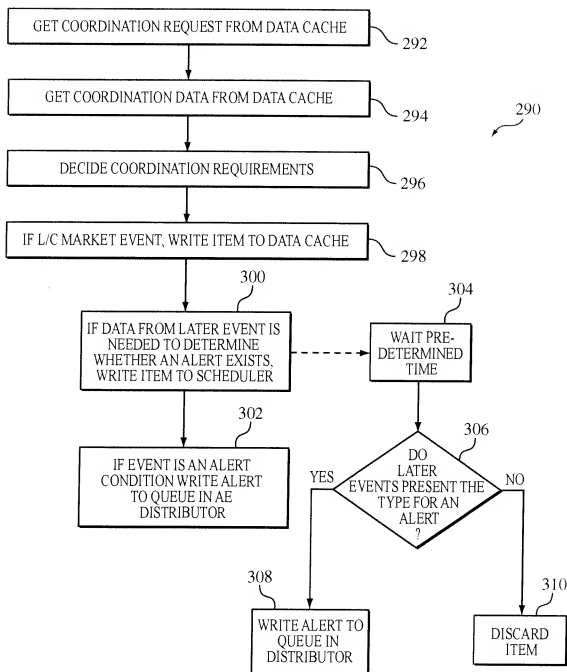 GET COORDINATION REQUEST FROM DATA CACHE
292
GET COORDINATION DATA FROM DATA CACHE
294
290
DECIDE COORDINATION REQUIREMENTS
296
IF L/C MARKET EVENT, WRITE ITEM TO DATA CACHE
298
300
IF DATA FROM LATER EVENT IS
NEEDED TO DETERMINE
WHETHER AN ALERT EXISTS,
WRITE ITEM TO SCHEDULER
304
WAIT PRE-
DETERMINED
TIME
302
IF EVENT IS AN ALERT
CONDITION WRITE ALERT
TO QUEUE IN AE
DISTRIBUTOR
306
DO
LATER
EVENTS PRESENT THE
TYPE FOR AN
ALERT
?
YES
NO
308
WRITE ALERT TO
QUEUE IN
DISTRIBUTOR
310
DISCARD
ITEM